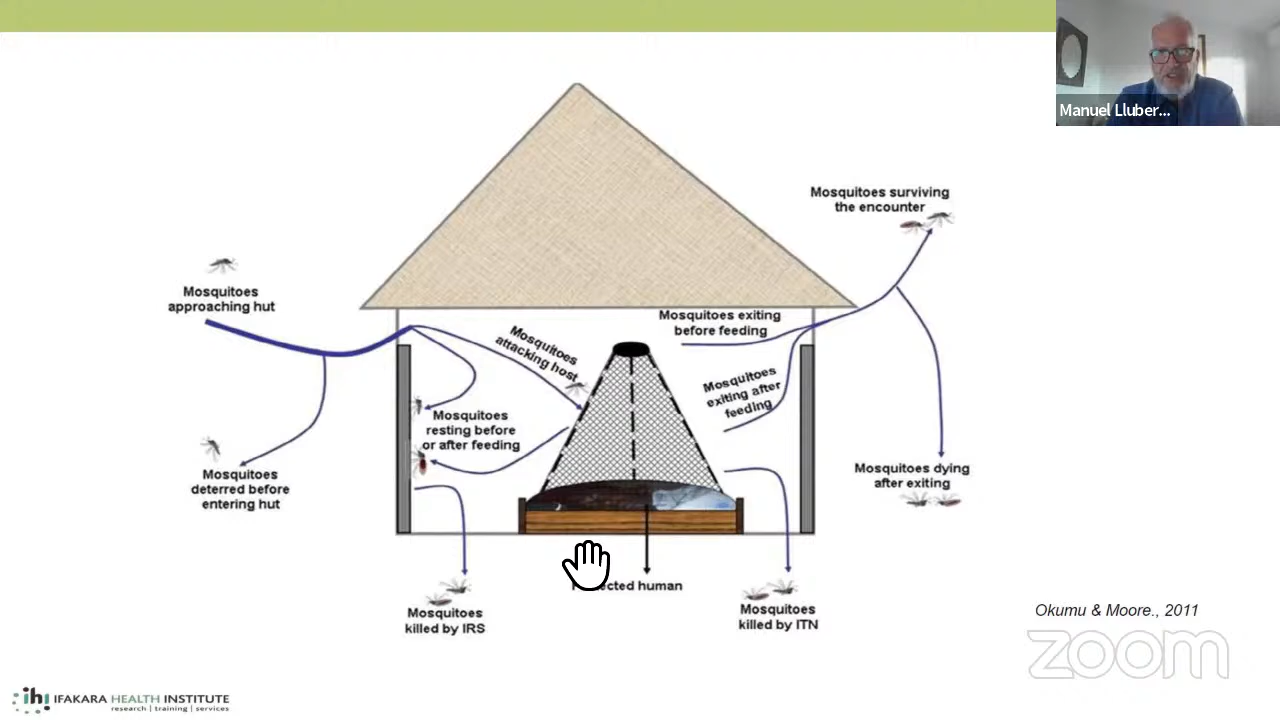 Manuel Lluber...
Mosquitoes surviving
the encounter
Mosquitoes
approaching hut
Mosquitoes
attacking host
Mosquitoes exiting
before feeding
Mosquitoes
exiting after
feeding
Mosquitoes
resting before
or after feeding
Mosquitoes
deterred before
entering hut
Mosquitoes dying
after exiting
human
Mosquitoes
killed by IRS
Mosquitoes
killed by ITN
Okumu & Moore., 2011
zoom
ihi IFAKARA HEALTH INSTITUTE
research | training | services